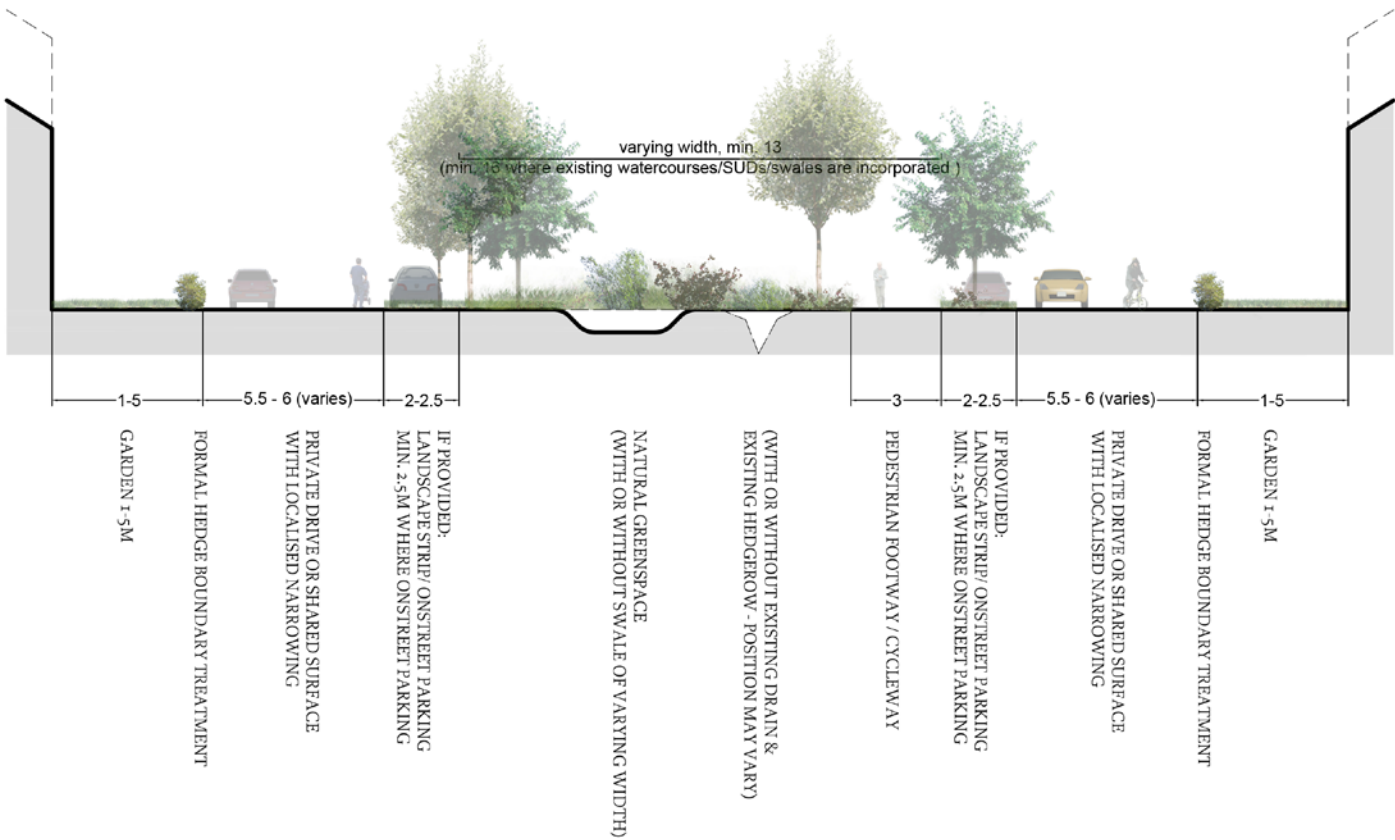 varying width, min. 13
(min. 16 where existing watercourses/SUDs/swales are incorporated )
1-5
5.5 - 6 (varies)
2-2.5
3
2-2.5
5.5 - 6 (varies)
1-5
GARDEN 1-5M
FORMAL HEDGE BOUNDARY TREATMENT
PRIVATE DRIVE OR SHARED SURFACE
WITH LOCALISED NARROWING
IF PROVIDED:
LANDSCAPE STRIP/ ONSTREET PARKING
MIN. 2.5M WHERE ONSTREET PARKING
NATURAL GREENSPACE
(WITH OR WITHOUT SWALE OF VARYING WIDTH)
(WITH OR WITHOUT EXISTING DRAIN &
EXISTING HEDGEROW - POSITION MAY VARY)
PEDESTRIAN FOOTWAY / CYCLEWAY
IF PROVIDED:
LANDSCAPE STRIP/ ONSTREET PARKING
MIN. 2.5M WHERE ONSTREET PARKING
PRIVATE DRIVE OR SHARED SURFACE
WITH LOCALISED NARROWING
FORMAL HEDGE BOUNDARY TREATMENT
GARDEN 1-5M